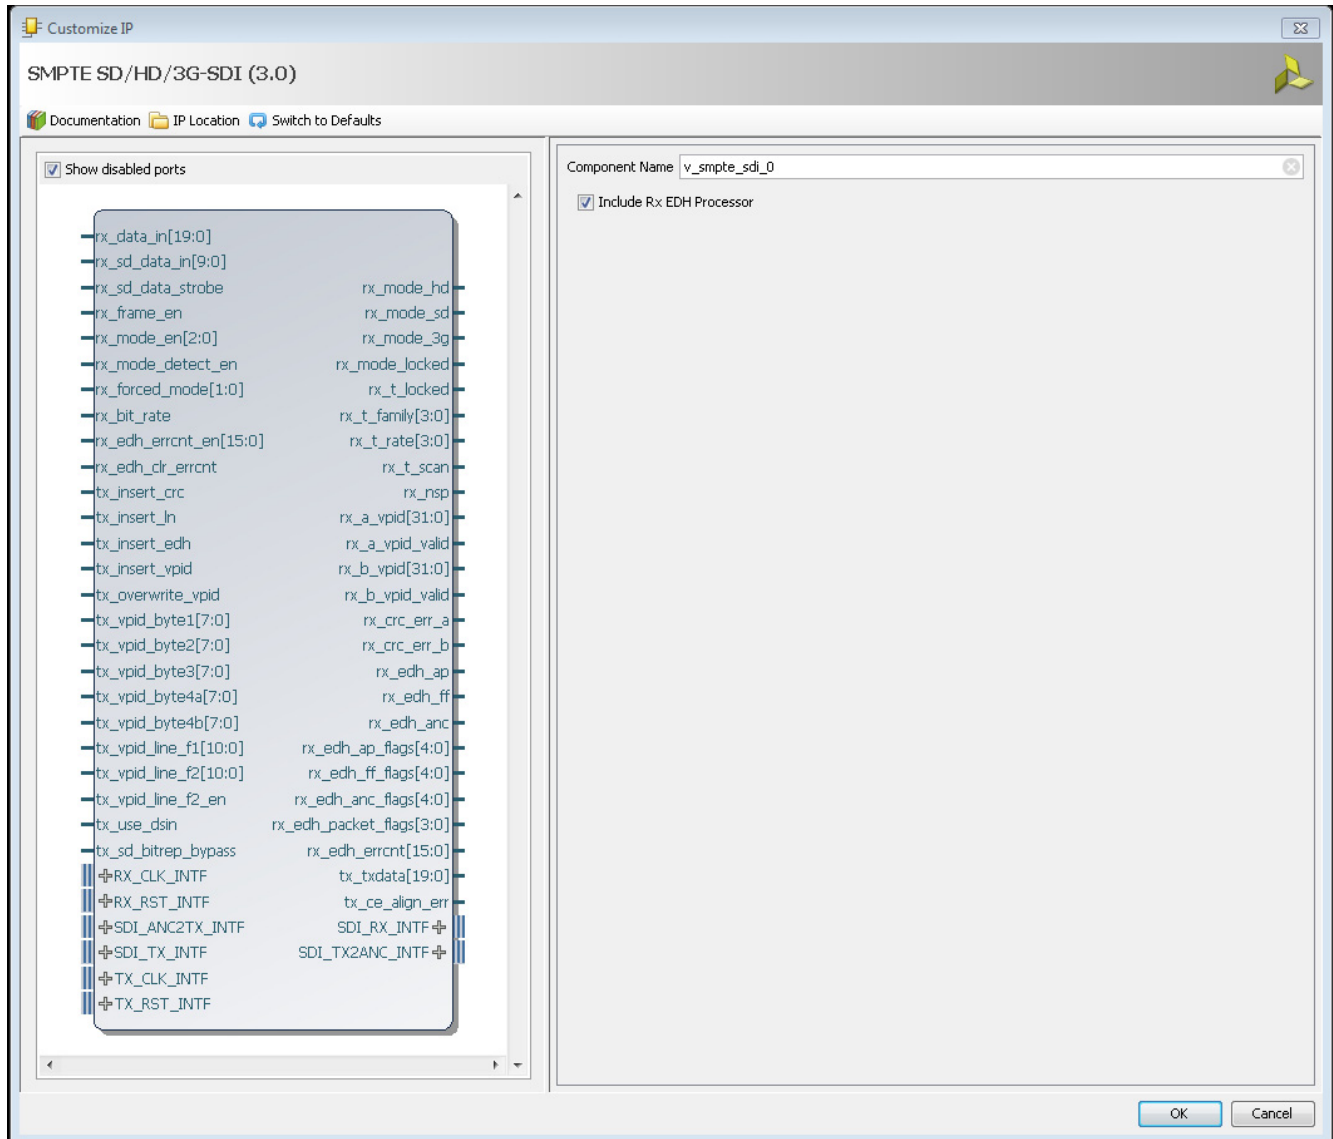 Customize IP
SMPTE SD/HD/3G-SDI (3.0)
Documentation IP Location Switch to Defaults
Show disabled ports
rx_data_in[19:0]
rx_sd_data_in[9:0]
rx_sd_data_strobe rx_mode_hd
rx_frame_en rx_mode_sd
rx_mode_en[2:0] rx_mode_3g
rx_mode_detect_en rx_mode_locked
rx_forced_mode[1:0] rx_t_locked
rx_bit_rate rx_t_family[3:0]
rx_edh_errcnt_en[15:0] rx_t_rate[3:0]
rx_edh_clr_errcnt rx_t_scan
tx_insert_crc rx_nsp
tx_insert_ln rx_a_vpid[31:0]
tx_insert_edh rx_a_vpid_valid
tx_insert_vpid rx_b_vpid[31:0]
tx_overwrite_vpid rx_b_vpid_valid
tx_vpid_byte1[7:0] rx_crc_err_a
tx_vpid_byte2[7:0] rx_crc_err_b
tx_vpid_byte3[7:0] rx_edh_ap
tx_vpid_byte4a[7:0] rx_edh_ff
tx_vpid_byte4b[7:0] rx_edh_anc
tx_vpid_line_f1[10:0] rx_edh_ap_flags[4:0]
tx_vpid_line_f2[10:0] rx_edh_ff_flags[4:0]
tx_vpid_line_f2_en rx_edh_anc_flags[4:0]
tx_use_dsin rx_edh_packet_flags[3:0]
tx_sd_bitrep_bypass rx_edh_errcnt[15:0]
RX_CLK_INTF tx_txdata[19:0]
RX_RST_INTF tx_ce_align_err
SDI_ANC2TX_INTF SDI_RX_INTF
SDI_TX_INTF SDI_TX2ANC_INTF
TX_CLK_INTF
TX_RST_INTF
Component Name v_smpte_sdi_0
Include Rx EDH Processor
OK Cancel